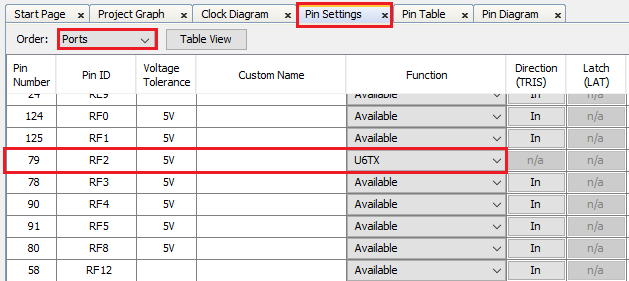 Start Page x Project Graph x Clock Diagram x Pin Settings x Pin Table x Pin Diagram x
Order: Ports Table View
Pin Number Pin ID Voltage Tolerance Custom Name Function Direction (TRIS) Latch (LAT)
24 RE9 Available In n/a
124 RF0 5V Available In n/a
125 RF1 5V Available In n/a
79 RF2 5V U6TX n/a n/a
78 RF3 5V Available In n/a
90 RF4 5V Available In n/a
91 RF5 5V Available In n/a
80 RF8 5V Available In n/a
58 RF12 Available In n/a